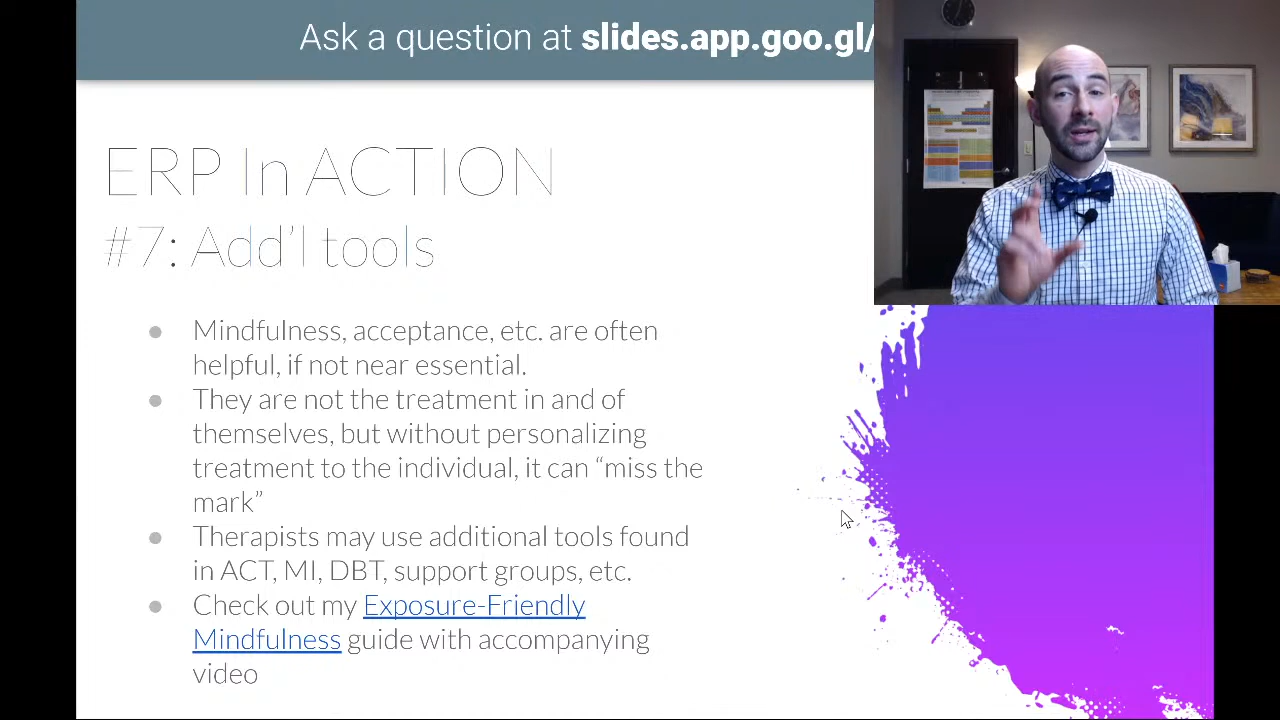 Ask a question at slides.app.goo.gl/
ERP in ACTION
#7: Add’l tools
● Mindfulness, acceptance, etc. are often
helpful, if not near essential.
● They are not the treatment in and of
themselves, but without personalizing
treatment to the individual, it can “miss the
mark”
● Therapists may use additional tools found
in ACT, MI, DBT, support groups, etc.
● Check out my Exposure-Friendly
Mindfulness guide with accompanying
video